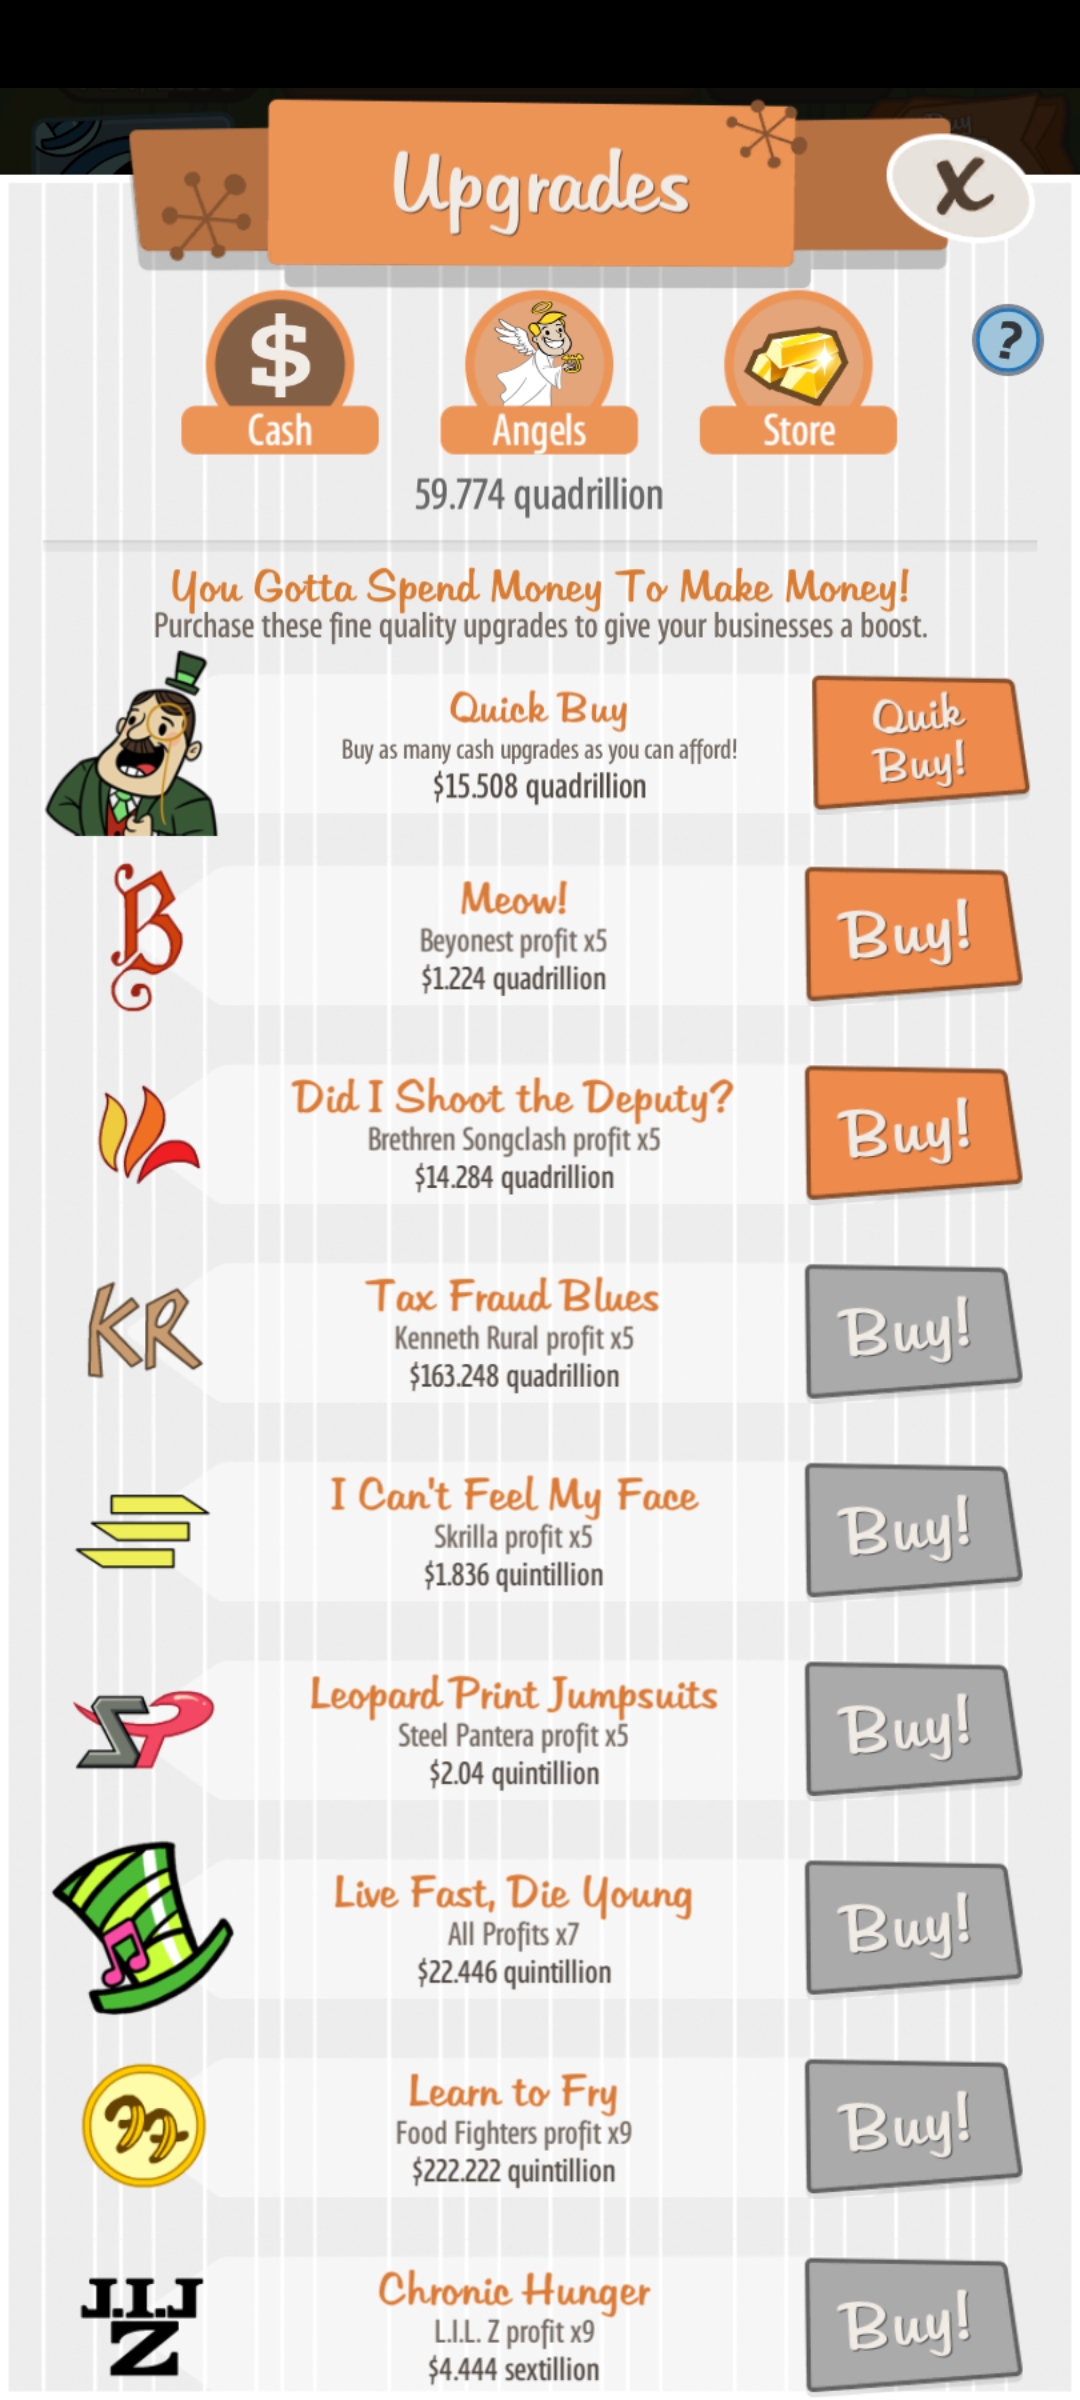 Upgrades
X
?
$
Cash
Angels
Store
59.774 quadrillion
You Gotta Spend Money To Make Money!
Purchase these fine quality upgrades to give your businesses a boost.
Quick Buy
Buy as many cash upgrades as you can afford!
$15.508 quadrillion
Quik
Buy!
B
Meow!
Beyonest profit x5
$1.224 quadrillion
Buy!
Did I Shoot the Deputy?
Brethren Songclash profit x5
$14.284 quadrillion
Buy!
KR
Tax Fraud Blues
Kenneth Rural profit x5
$163.248 quadrillion
Buy!
I Can't Feel My Face
Skrilla profit x5
$1.836 quintillion
Buy!
SP
Leopard Print Jumpsuits
Steel Pantera profit x5
$2.04 quintillion
Buy!
Live Fast, Die Young
All Profits x7
$22.446 quintillion
Buy!
Learn to Fry
Food Fighters profit x9
$222.222 quintillion
Buy!
J.I.J
Z
Chronic Hunger
L.I.L. Z profit x9
$4.444 sextillion
Buy!